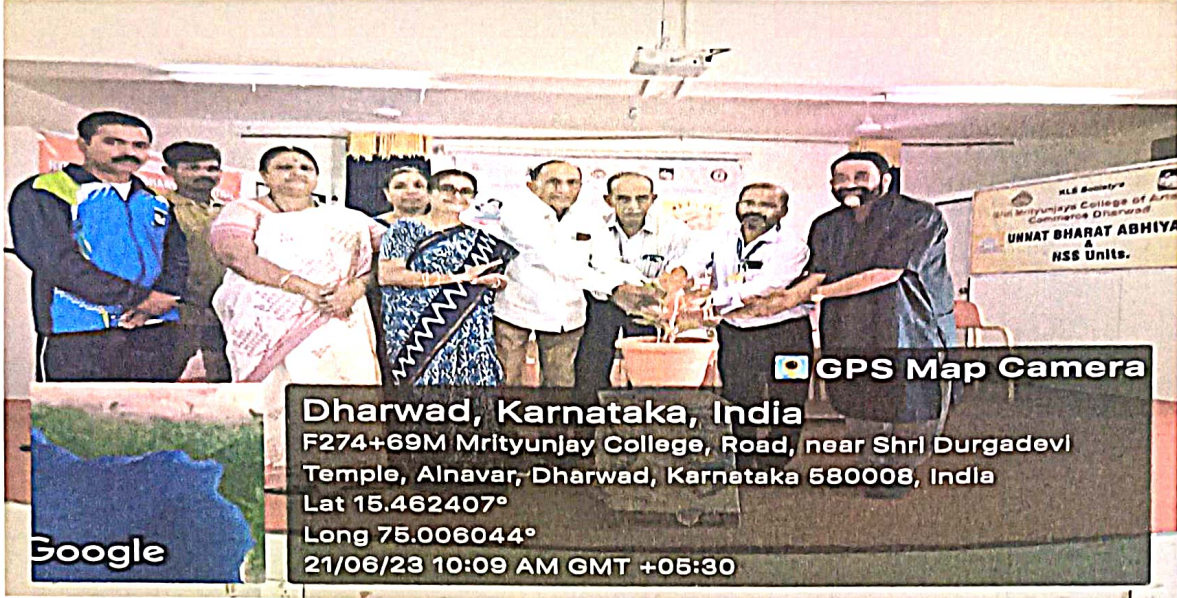 KLE Society's
Shri Mrityunjaya College of Arts
Commerce Dharwad
UNNAT BHARAT ABHIYA
&
NSS Units.
GPS Map Camera
Dharwad, Karnataka, India
F274+69M Mrityunjay College, Road, near Shri Durgadevi
Temple, Alnavar, Dharwad, Karnataka 580008, India
Lat 15.462407°
Long 75.006044°
21/06/23 10:09 AM GMT +05:30
Google